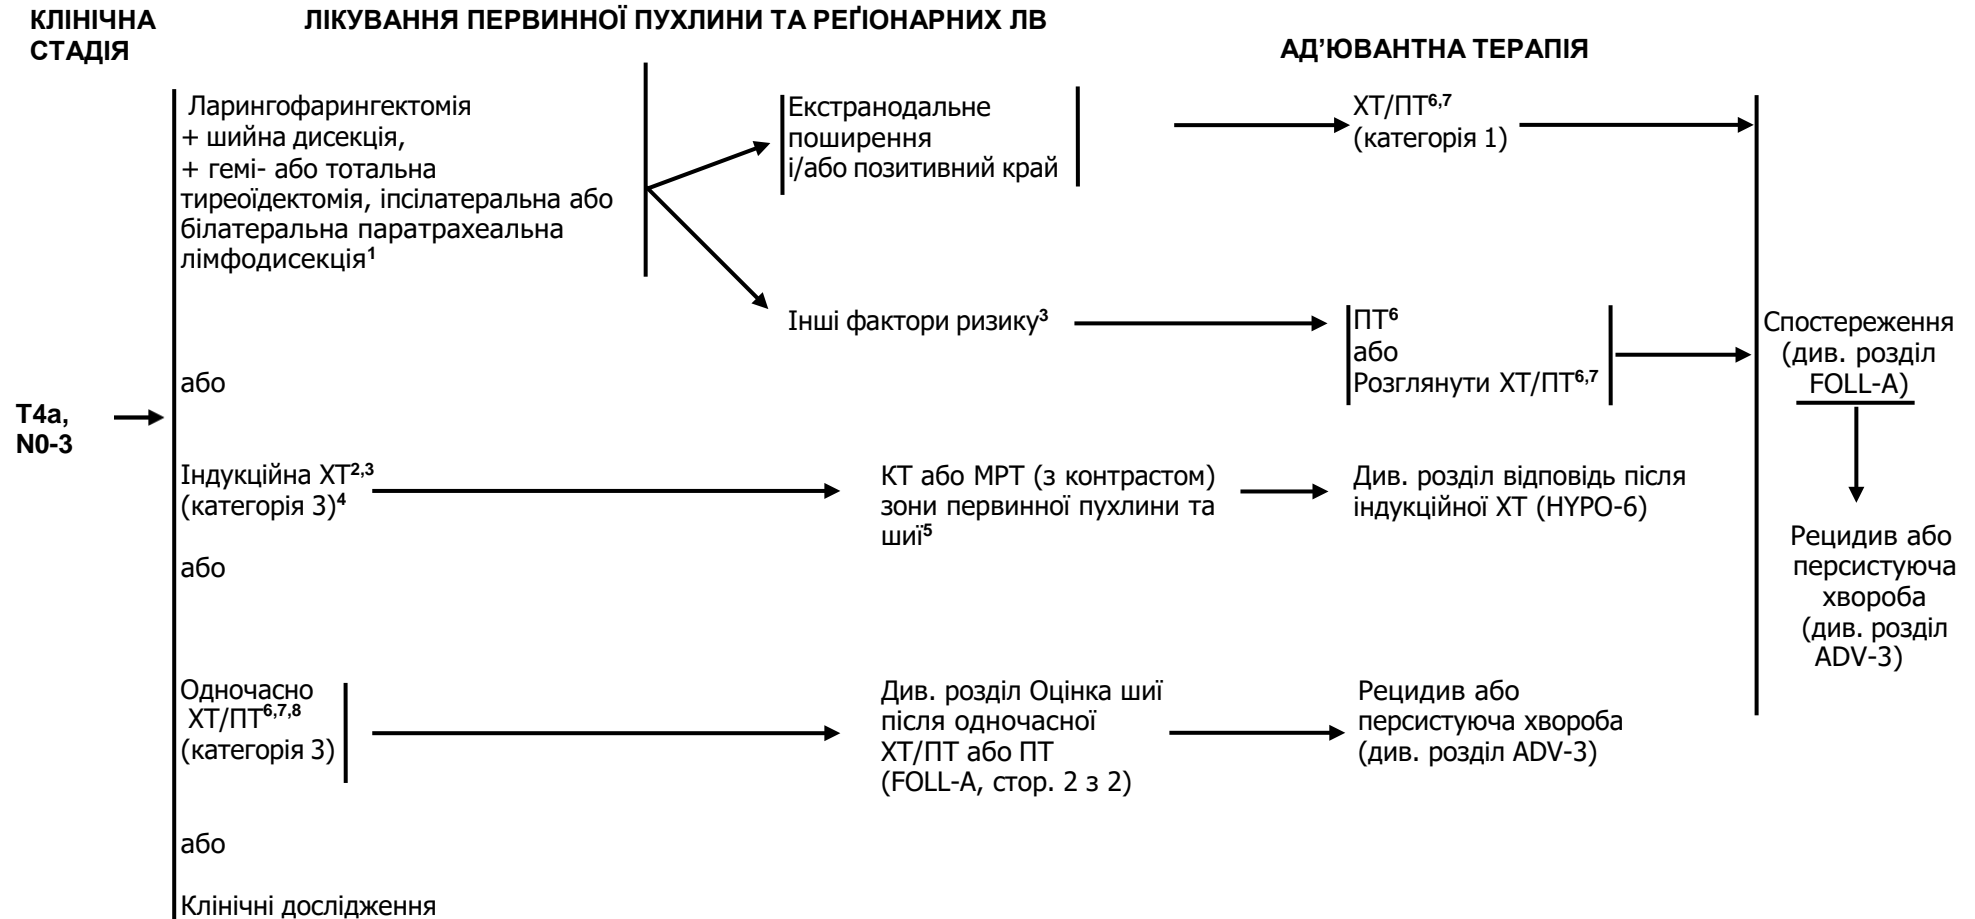 КЛІНІЧНА
СТАДІЯ
ЛІКУВАННЯ ПЕРВИННОЇ ПУХЛИНИ ТА РЕҐІОНАРНИХ ЛВ
АД’ЮВАНТНА ТЕРАПІЯ
T4a,
N0-3
Ларингофарингектомія
+ шийна дисекція,
+ гемі- або тотальна
тиреоїдектомія, іпсілатеральна або
білатеральна паратрахеальна
лімфодисекція1
Екстранодальне
поширення
і/або позитивний край
ХТ/ПТ6,7
(категорія 1)
Інші фактори ризику3
ПТ6
або
Розглянути ХТ/ПТ6,7
Спостереження
(див. розділ
FOLL-A)
Рецидив або
персистуюча
хвороба
(див. розділ
ADV-3)
або
Індукційна ХТ2,3
(категорія 3)4
КТ або МРТ (з контрастом)
зони первинної пухлини та
шиї5
Див. розділ відповідь після
індукційної ХТ (HYPO-6)
або
Одночасно
ХТ/ПТ6,7,8
(категорія 3)
Див. розділ Оцінка шиї
після одночасної
ХТ/ПТ або ПТ
(FOLL-A, стор. 2 з 2)
Рецидив або
персистуюча хвороба
(див. розділ ADV-3)
або
Клінічні дослідження